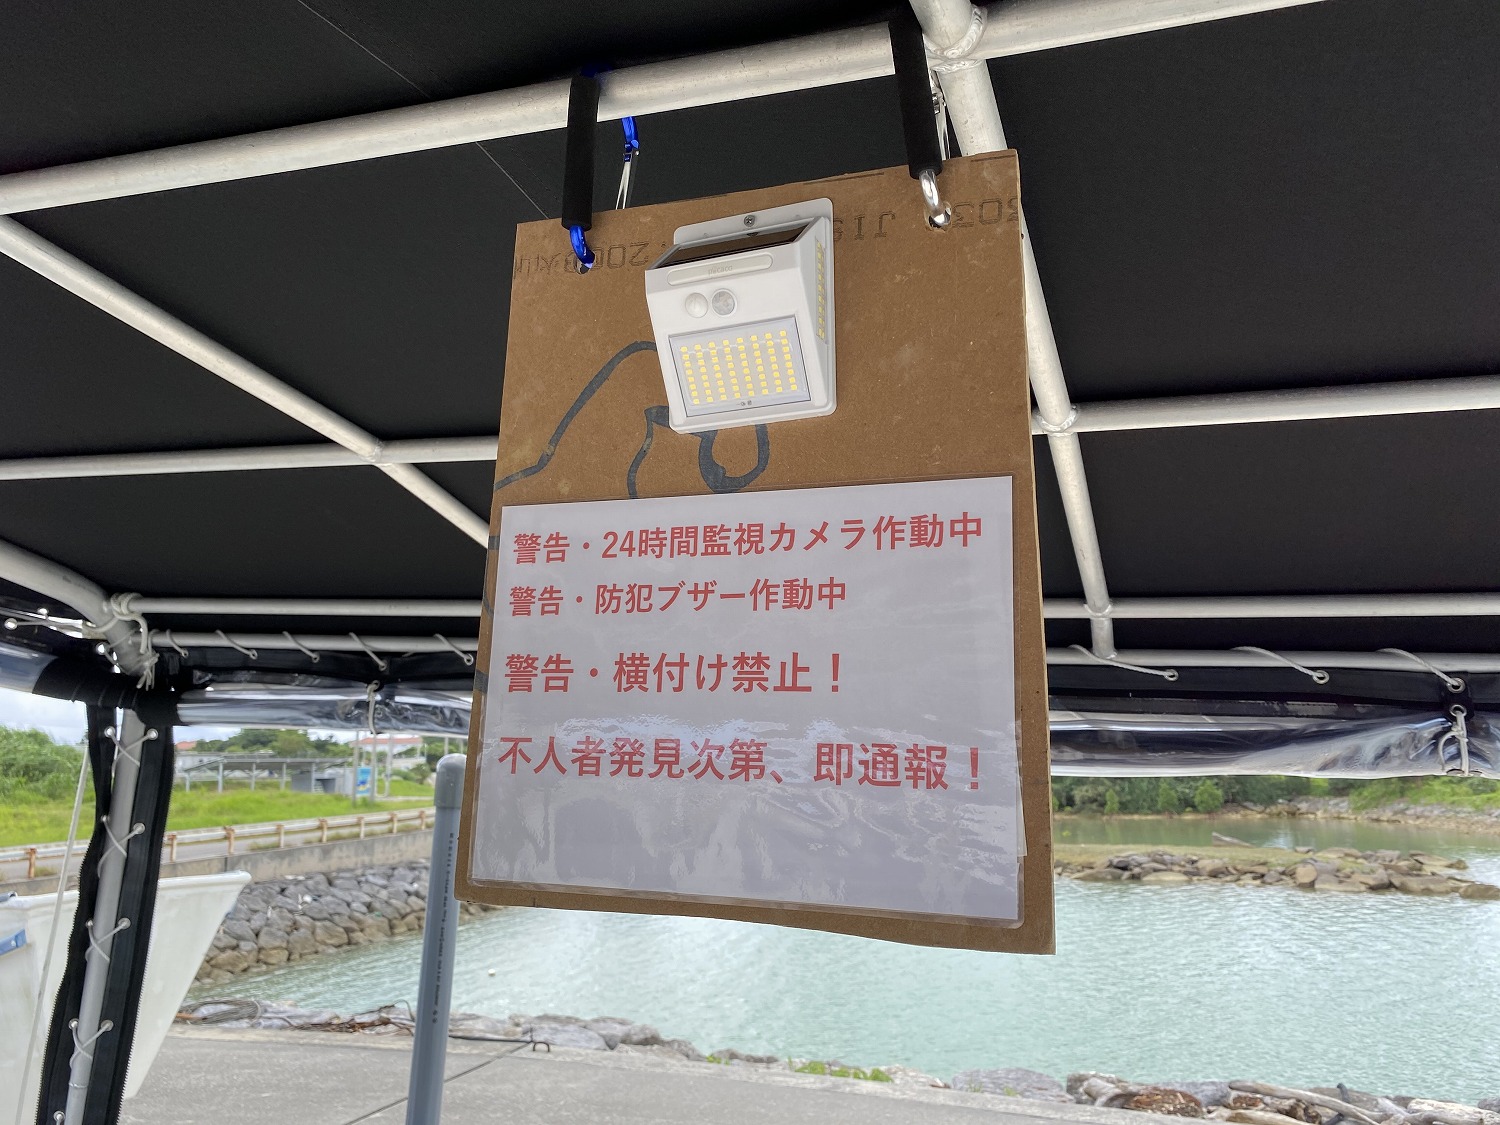 警告・24時間監視カメラ作動中
警告・防犯ブザー作動中
警告・横付け禁止！
不人者発見次第、即通報！